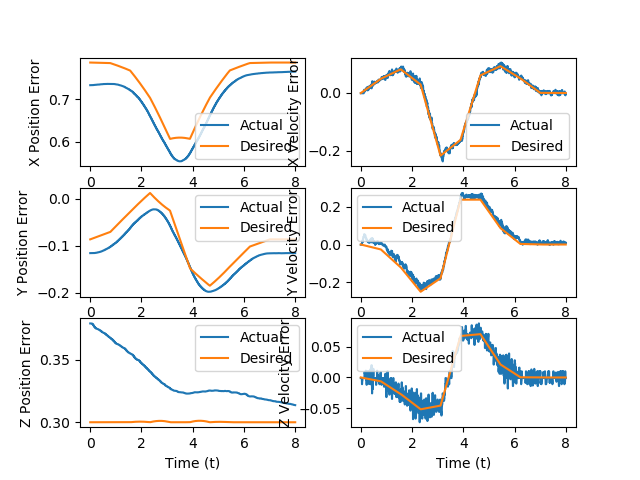 X Position Error
0.7
0.6
0 2 4 6 8
Actual
Desired
X Velocity Error
0.0
−0.2
0 2 4 6 8
Actual
Desired
Y Position Error
0.0
−0.1
−0.2
0 2 4 6 8
Actual
Desired
Y Velocity Error
0.2
0.0
−0.2
0 2 4 6 8
Actual
Desired
Z Position Error
0.35
0.30
0 2 4 6 8
Time (t)
Actual
Desired
Z Velocity Error
0.05
0.00
−0.05
0 2 4 6 8
Time (t)
Actual
Desired